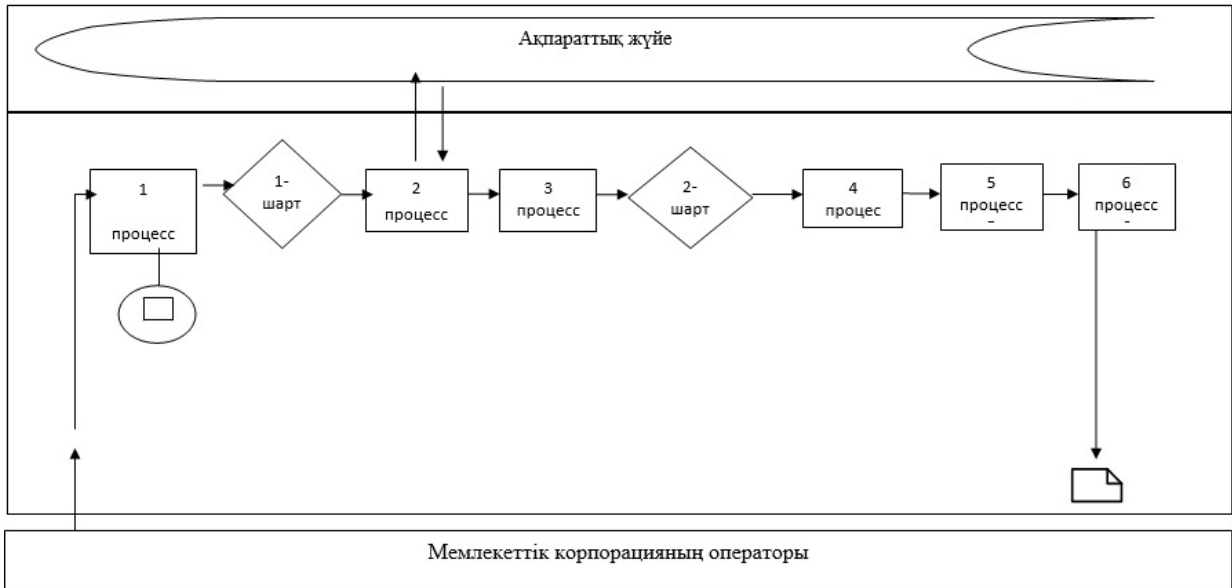 Ақпараттық жүйе
1
процесс
1-
шарт
2
процесс
3
процесс
2-
шарт
4
процес
5
процесс
–
6
процесс
–
Мемлекеттік корпорацияның операторы